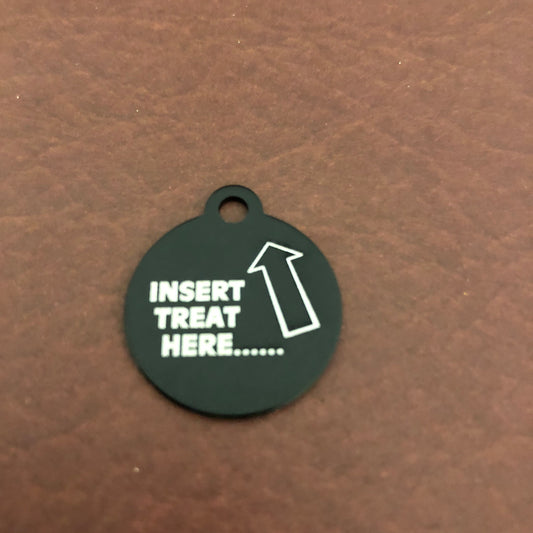 INSERT
TREAT
HERE......